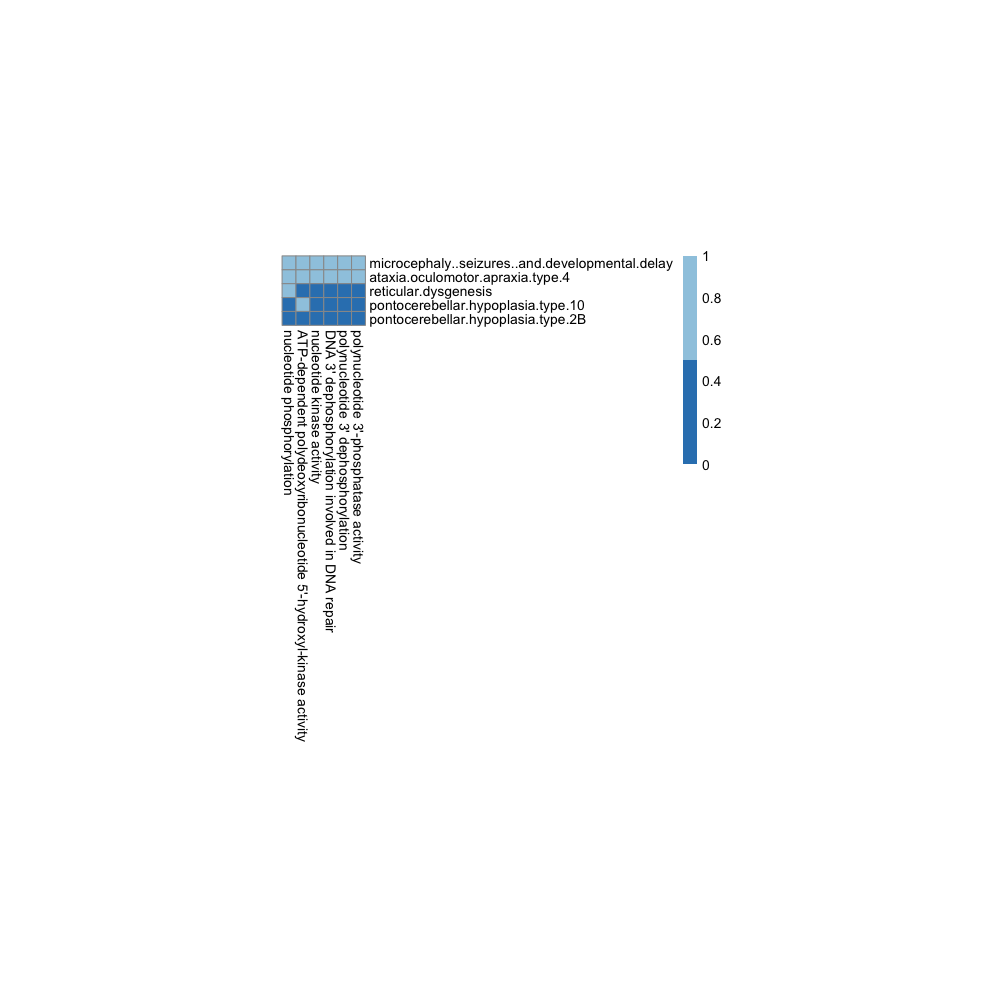 microcephaly..seizures..and.developmental.delay
ataxia.oculomotor.apraxia.type.4
reticular.dysgenesis
pontocerebellar.hypoplasia.type.10
pontocerebellar.hypoplasia.type.2B
nucleotide phosphorylation
ATP-dependent polydeoxyribonucleotide 5'-hydroxyl-kinase activity
nucleotide kinase activity
DNA 3' dephosphorylation involved in DNA repair
polynucleotide 3' dephosphorylation
polynucleotide 3'-phosphatase activity
1
0.8
0.6
0.4
0.2
0